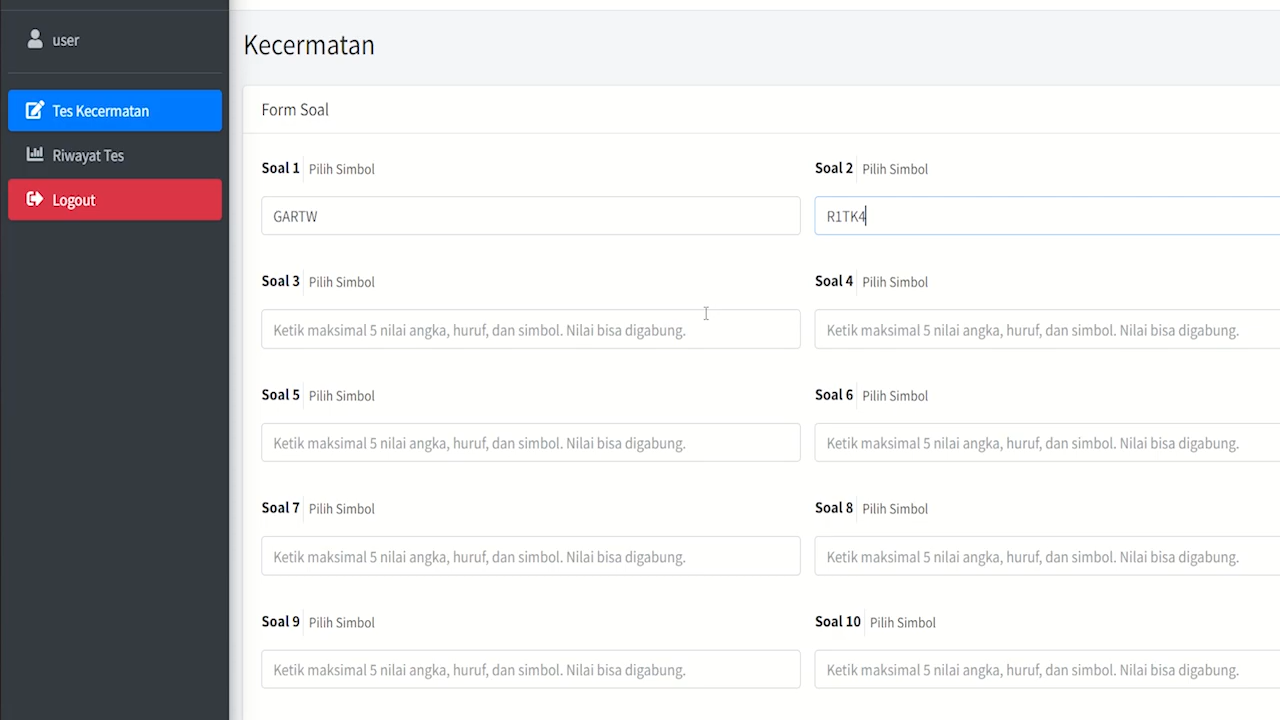 user
Tes Kecermatan
Riwayat Tes
Logout
Kecermatan
Form Soal
Soal 1 Pilih Simbol
GARTW
Soal 2 Pilih Simbol
R1TK4
Soal 3 Pilih Simbol
Ketik maksimal 5 nilai angka, huruf, dan simbol. Nilai bisa digabung.
Soal 4 Pilih Simbol
Ketik maksimal 5 nilai angka, huruf, dan simbol. Nilai bisa digabung.
Soal 5 Pilih Simbol
Ketik maksimal 5 nilai angka, huruf, dan simbol. Nilai bisa digabung.
Soal 6 Pilih Simbol
Ketik maksimal 5 nilai angka, huruf, dan simbol. Nilai bisa digabung.
Soal 7 Pilih Simbol
Ketik maksimal 5 nilai angka, huruf, dan simbol. Nilai bisa digabung.
Soal 8 Pilih Simbol
Ketik maksimal 5 nilai angka, huruf, dan simbol. Nilai bisa digabung.
Soal 9 Pilih Simbol
Ketik maksimal 5 nilai angka, huruf, dan simbol. Nilai bisa digabung.
Soal 10 Pilih Simbol
Ketik maksimal 5 nilai angka, huruf, dan simbol. Nilai bisa digabung.